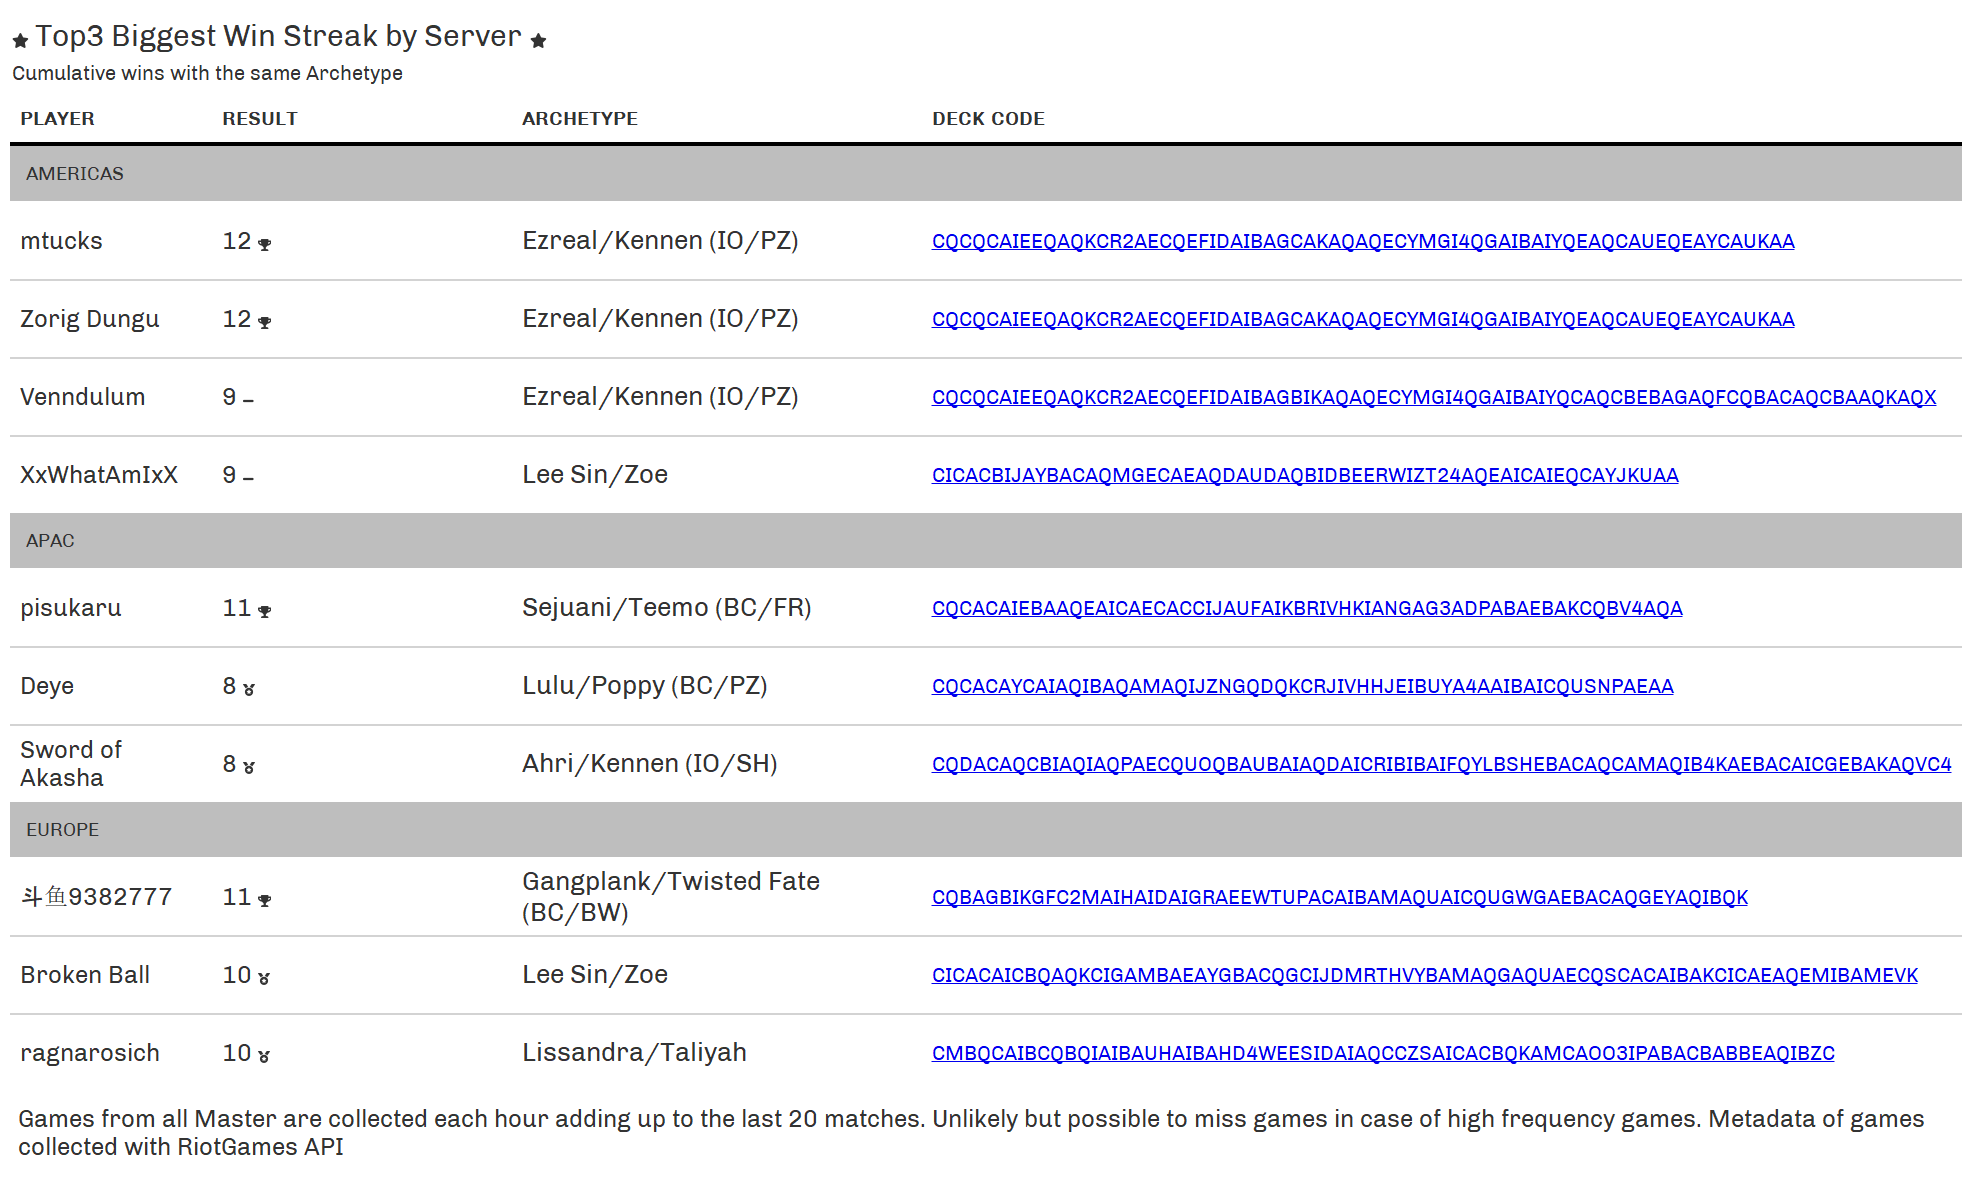 ★ Top3 Biggest Win Streak by Server ★
Cumulative wins with the same Archetype
PLAYER RESULT ARCHETYPE DECK CODE
AMERICAS
mtucks 12 Ezreal/Kennen (IO/PZ) CQCQCAIEEQAQKCR2AECQEFIDAIBAGCAKAQAQECYMGI4QGAIBAIYQEAQCAUEQEAYCAUKAA
Zorig Dungu 12 Ezreal/Kennen (IO/PZ) CQCQCAIEEQAQKCR2AECQEFIDAIBAGCAKAQAQECYMGI4QGAIBAIYQEAQCAUEQEAYCAUKAA
Venndulum 9 – Ezreal/Kennen (IO/PZ) CQCQCAIEEQAQKCR2AECQEFIDAIBAGBIKAQAQECYMGI4QGAIBAIYQCAQCBEBAGAQFCQBACAQCBAAQKAQX
XxWhatAmIxX 9 – Lee Sin/Zoe CICACBIJAYBACAQMGECAEAQDAUDAQBIDBEERWIZT24AQEAICAIEQCAYJKUAA
APAC
pisukaru 11 Sejuani/Teemo (BC/FR) CQCACAIEBAAQEAICAECACCIJAUFAIKBRIVHKIANGAG3ADPABAEBAKCQBV4AQA
Deye 8 Lulu/Poppy (BC/PZ) CQCACAYCAIAQIBAQAMAQIJZNGQDQKCRJIVHHJEIBUYA4AAIBAICQUSNPAEAA
Sword of
Akasha 8 Ahri/Kennen (IO/SH) CQDACAQCBIAQIAQPAECQUOQBAUBAIAQDAICRIBIBAIFQYLBSHEBACAQCAMAQIB4KAEBACAICGEBAKAQVC4
EUROPE
斗鱼9382777 11 Gangplank/Twisted Fate
(BC/BW) CQBAGBIKGFC2MAIHAIDAIGRAEEWTUPACAIBAMAQUAICQUGWGAEBACAQGEYAQIBQK
Broken Ball 10 Lee Sin/Zoe CICACAICBQAQKCIGAMBAEAYGBACQGCIJDMRTHVYBAMAQGAQUAECQSCACAIBAKCICAEAQEMIBAMEVK
ragnarosich 10 Lissandra/Taliyah CMBQCAIBCQBQIAIBAUHAIBAHD4WEESIDAIAQCCZSAICACBQKAMCAOO3IPABACBABBEAQIBZC
Games from all Master are collected each hour adding up to the last 20 matches. Unlikely but possible to miss games in case of high frequency games. Metadata of games
collected with RiotGames API